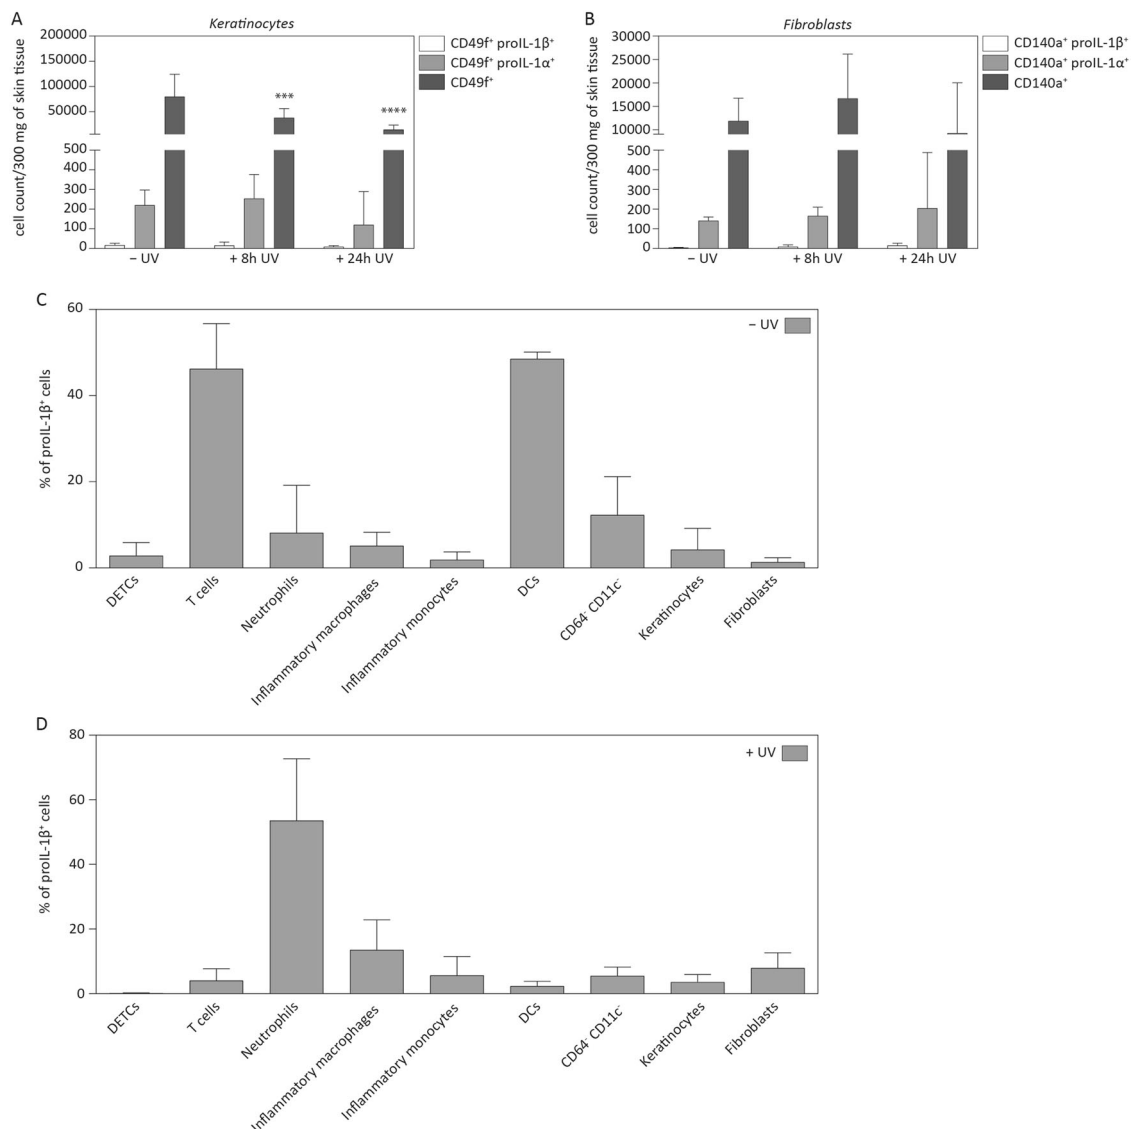 A
Keratinocytes
cell count/300 mg of skin tissue
200000
150000
100000
50000
500
400
300
200
100
0
***
****
− UV
+ 8h UV
+ 24h UV
CD49f⁺ proIL-1β⁺
CD49f⁺ proIL-1α⁺
CD49f⁺
B
Fibroblasts
cell count/300 mg of skin tissue
30000
25000
20000
15000
10000
500
400
300
200
100
0
− UV
+ 8h UV
+ 24h UV
CD140a⁺ proIL-1β⁺
CD140a⁺ proIL-1α⁺
CD140a⁺
C
% of proIL-1β⁺ cells
60
40
20
0
− UV
DETCs
T cells
Neutrophils
Inflammatory macrophages
Inflammatory monocytes
DCs
CD64⁻ CD11c⁻
Keratinocytes
Fibroblasts
D
% of proIL-1β⁺ cells
80
60
40
20
0
+ UV
DETCs
T cells
Neutrophils
Inflammatory macrophages
Inflammatory monocytes
DCs
CD64⁻ CD11c⁻
Keratinocytes
Fibroblasts